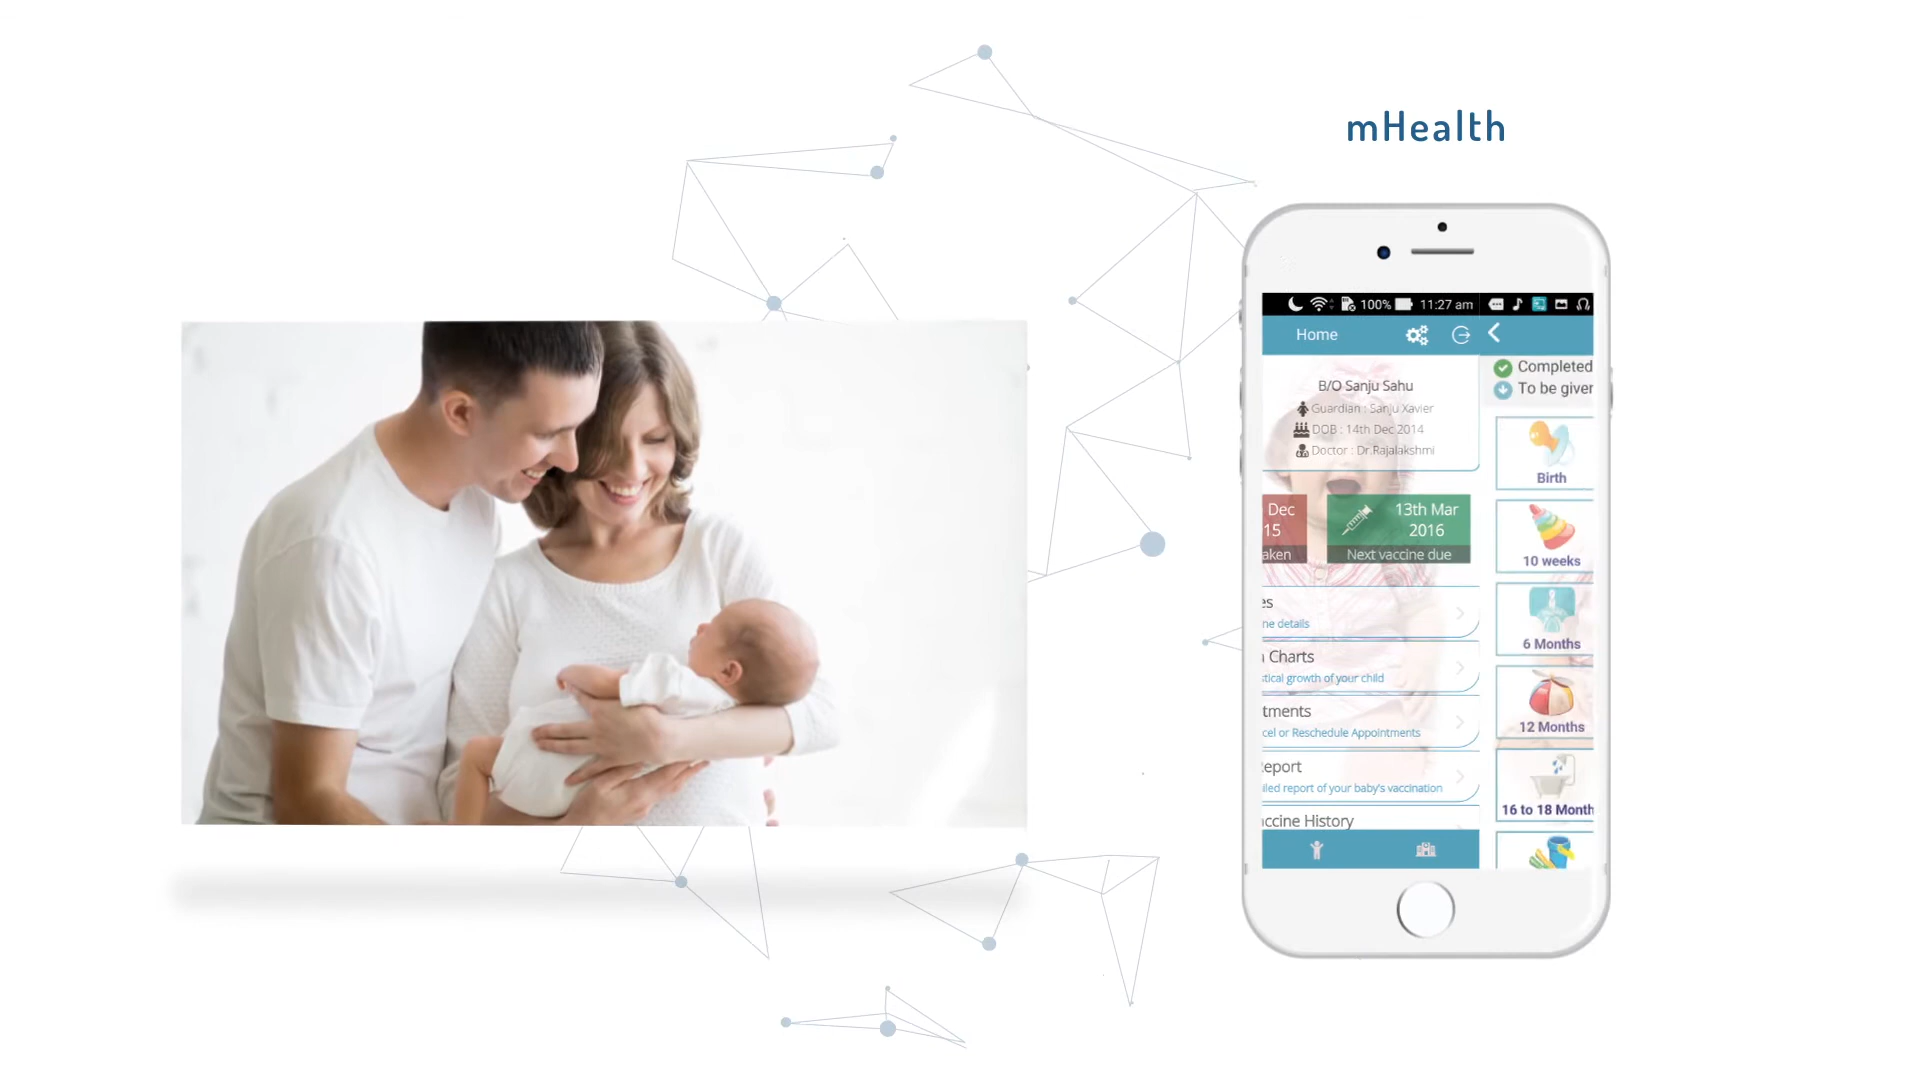 mHealth
100% 11:27 am
Home
B/O Sanju Sahu
Guardian : Sanju Xavier
DOB : 14th Dec 2014
Doctor : Dr.Rajalakshmi
Dec
15
aken
13th Mar
2016
Next vaccine due
es
ne details
Charts
stical growth of your child
tments
cel or Reschedule Appointments
Report
iled report of your baby's vaccination
ccine History
Completed
To be given
Birth
10 weeks
6 Months
12 Months
16 to 18 Month